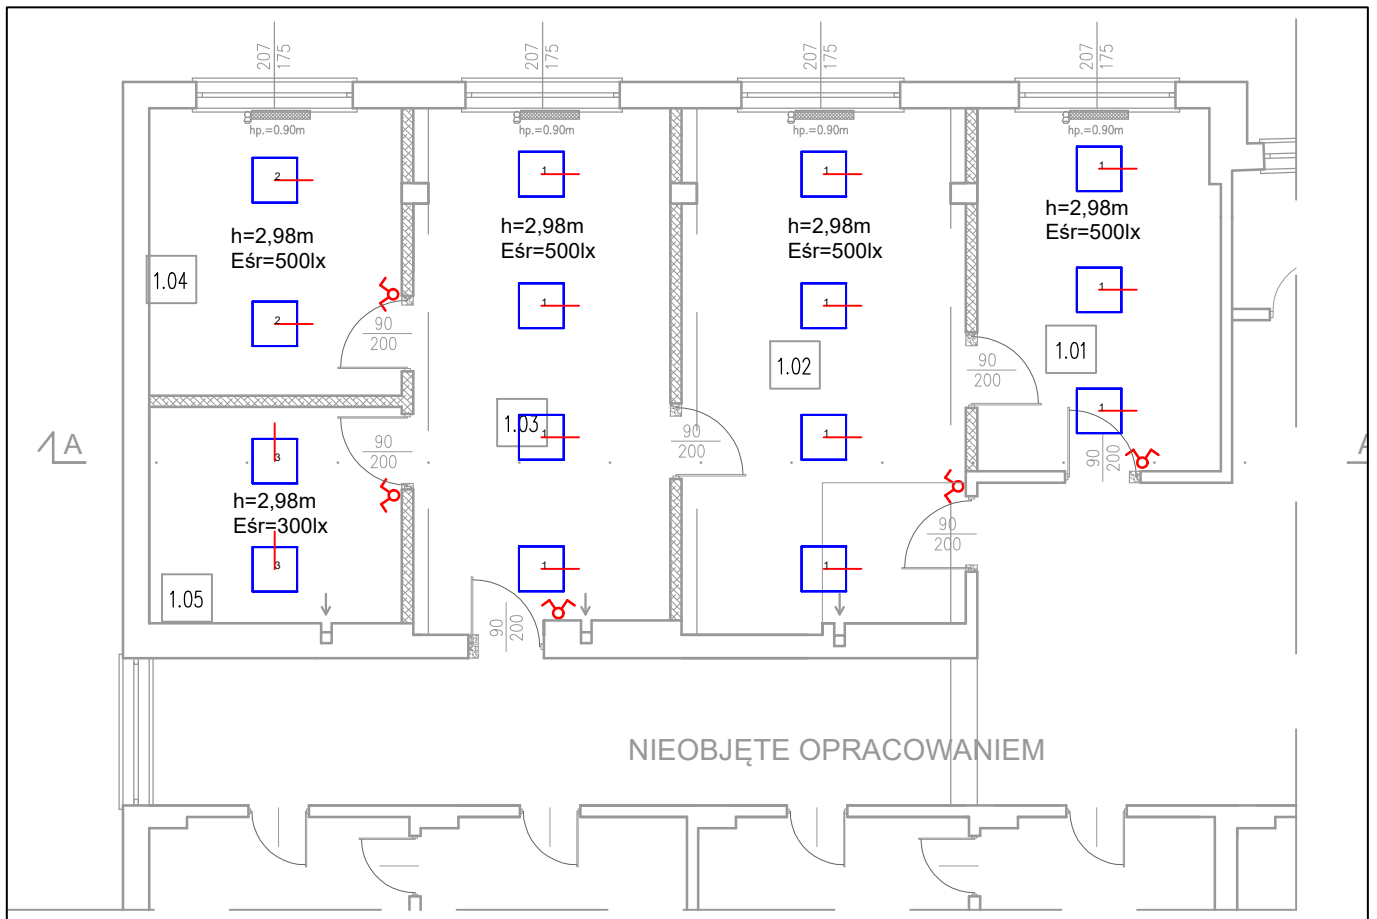 207
175
207
175
207
175
207
175
hp.=0.90m
hp.=0.90m
hp.=0.90m
hp.=0.90m
2
1
1
1
h=2,98m
Eśr=500lx
h=2,98m
Eśr=500lx
h=2,98m
Eśr=500lx
h=2,98m
Eśr=500lx
1.04
2
1
1
1
90
200
1.02
1.01
90
200
1.03
1
1
1
A
90
200
90
200
90
200
A
3
h=2,98m
Eśr=300lx
90
200
3
1
1
1.05
90
200
NIEOBJĘTE OPRACOWANIEM